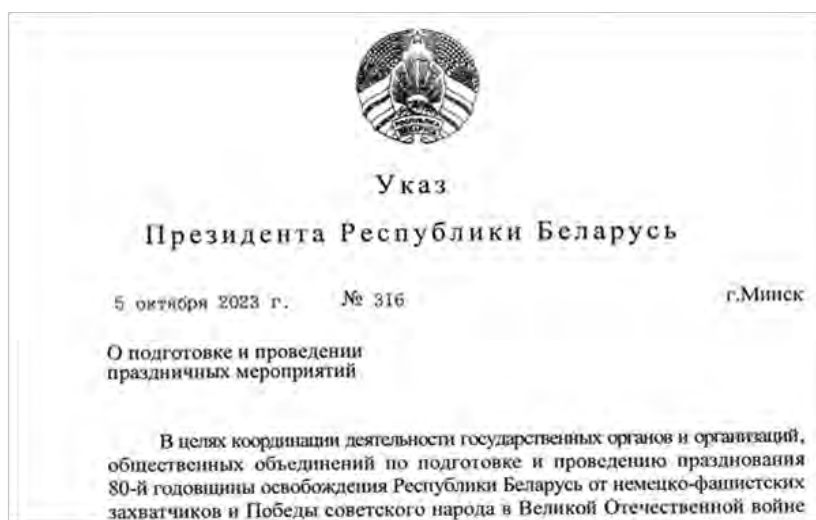 Указ
Президента Республики Беларусь
5 октября 2023 г. № 316 г.Минск
О подготовке и проведении
праздничных мероприятий
В целях координации деятельности государственных органов и организаций,
общественных объединений по подготовке и проведению празднования
80-й годовщины освобождения Республики Беларусь от немецко-фашистских
захватчиков и Победы советского народа в Великой Отечественной войне